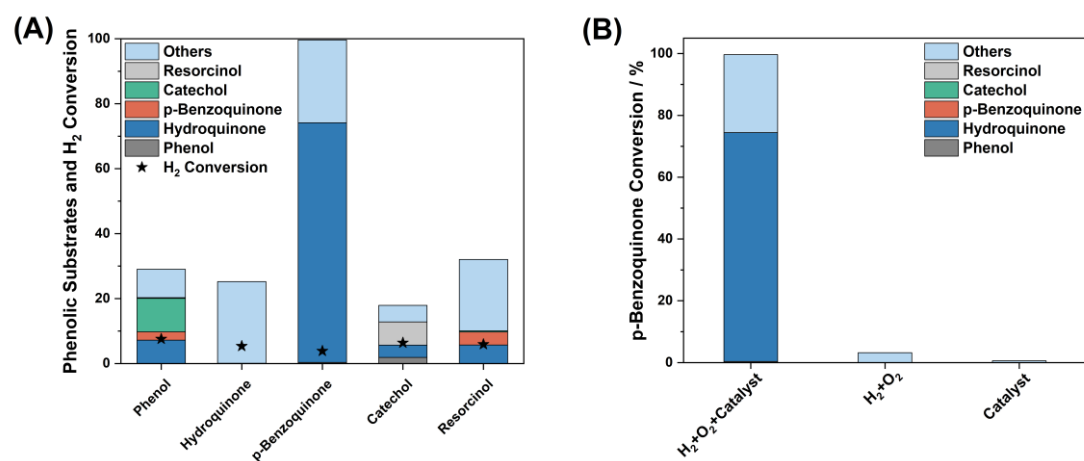 (A)
Phenolic Substrates and H₂ Conversion
100
80
60
40
20
0
Others
Resorcinol
Catechol
p-Benzoquinone
Hydroquinone
Phenol
H₂ Conversion
Phenol
Hydroquinone
p-Benzoquinone
Catechol
Resorcinol
(B)
p-Benzoquinone Conversion / %
100
80
60
40
20
0
Others
Resorcinol
Catechol
p-Benzoquinone
Hydroquinone
Phenol
H₂+O₂+Catalyst
H₂+O₂
Catalyst